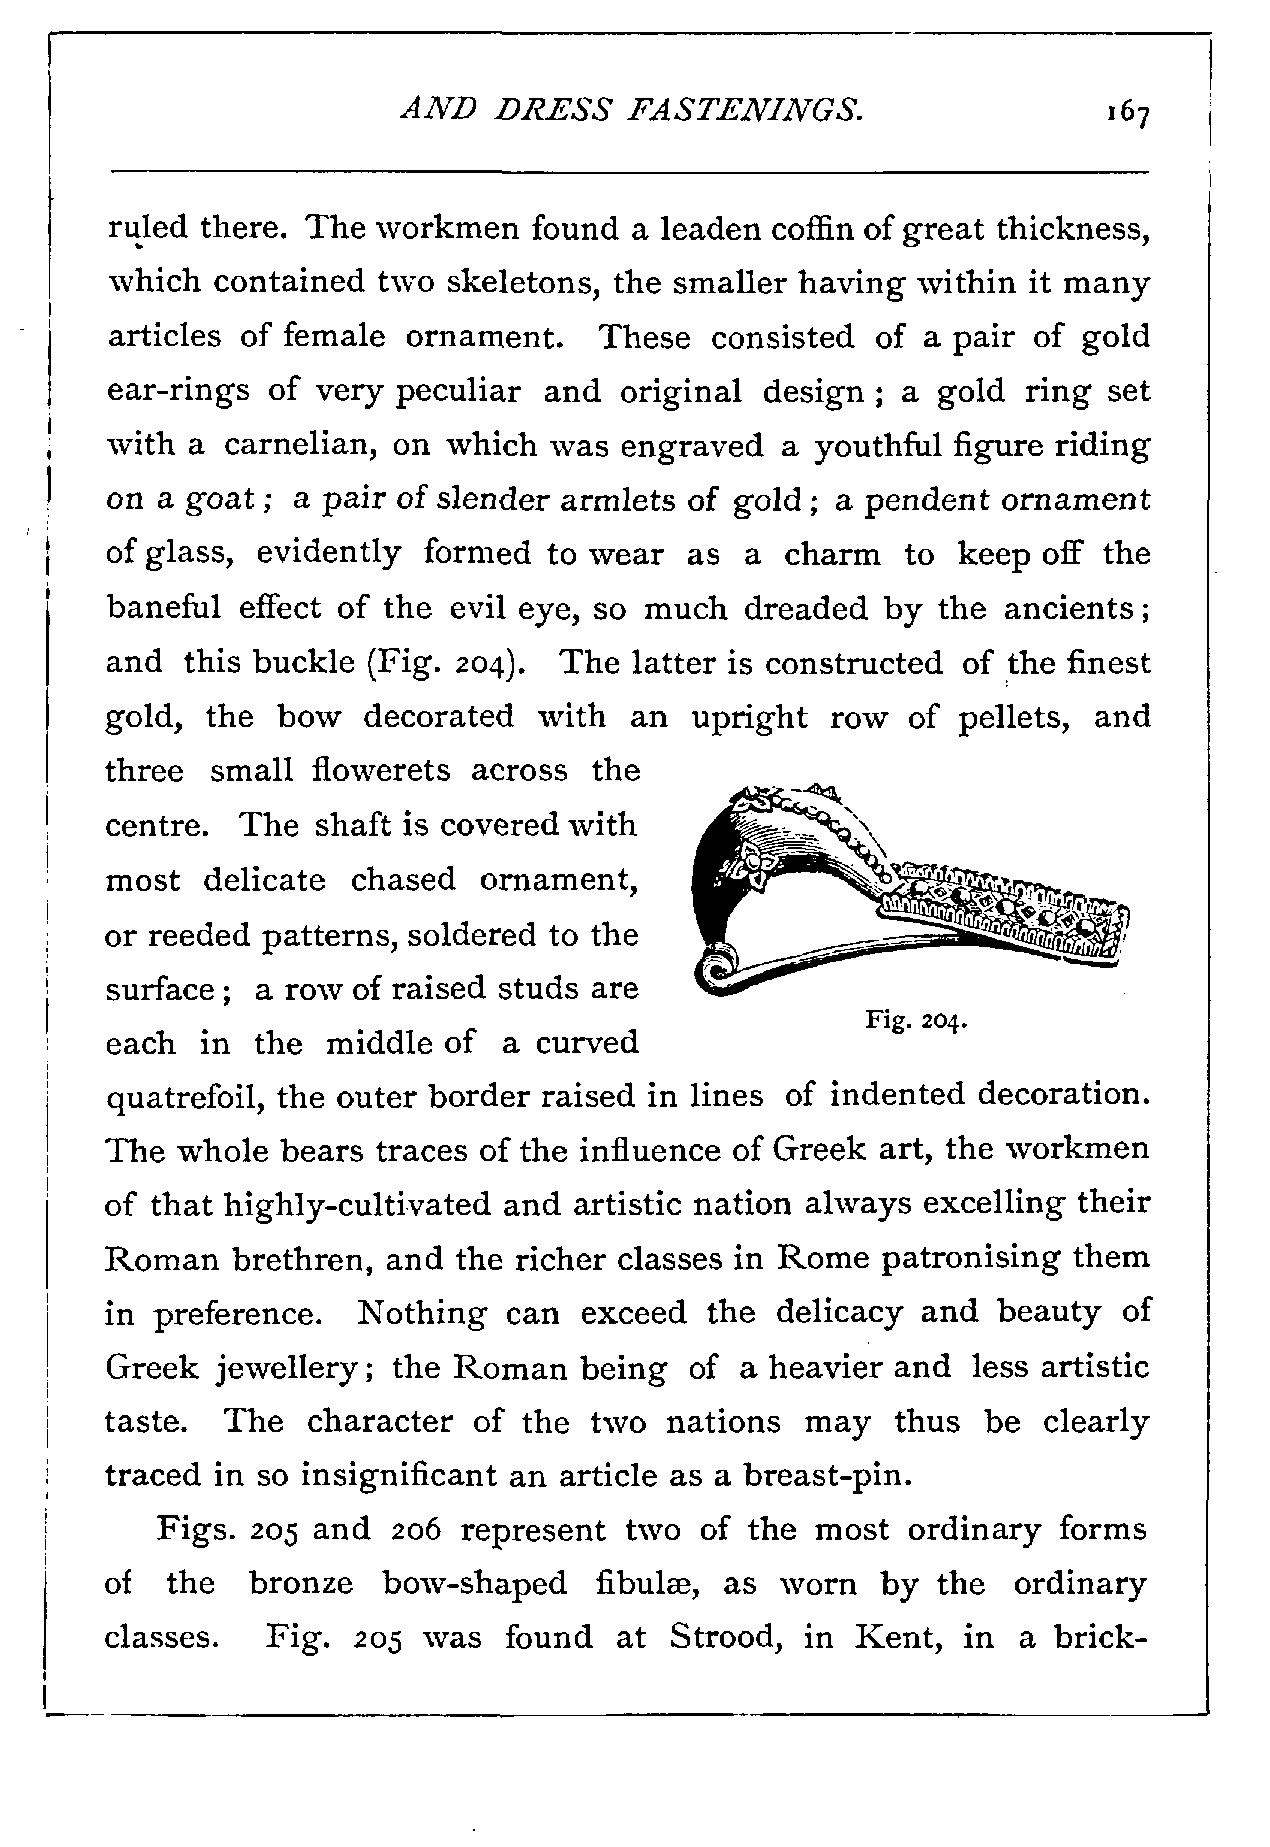 AND DRESS FASTENINGS. 167
ruled there. The workmen found a leaden coffin of great thickness,
which contained two skeletons, the smaller having within it many
articles of female ornament. These consisted of a pair of gold
ear-rings of very peculiar and original design ; a gold ring set
with a carnelian, on which was engraved a youthful figure riding
on a goat ; a pair of slender armlets of gold ; a pendent ornament
of glass, evidently formed to wear as a charm to keep off the
baneful effect of the evil eye, so much dreaded by the ancients ;
and this buckle (Fig. 204). The latter is constructed of the finest
gold, the bow decorated with an upright row of pellets, and
three small flowerets across the
centre. The shaft is covered with
most delicate chased ornament,
or reeded patterns, soldered to the
surface ; a row of raised studs are
each in the middle of a curved
Fig. 204.
quatrefoil, the outer border raised in lines of indented decoration.
The whole bears traces of the influence of Greek art, the workmen
of that highly-cultivated and artistic nation always excelling their
Roman brethren, and the richer classes in Rome patronising them
in preference. Nothing can exceed the delicacy and beauty of
Greek jewellery ; the Roman being of a heavier and less artistic
taste. The character of the two nations may thus be clearly
traced in so insignificant an article as a breast-pin.
Figs. 205 and 206 represent two of the most ordinary forms
of the bronze bow-shaped fibulæ, as worn by the ordinary
classes. Fig. 205 was found at Strood, in Kent, in a brick-